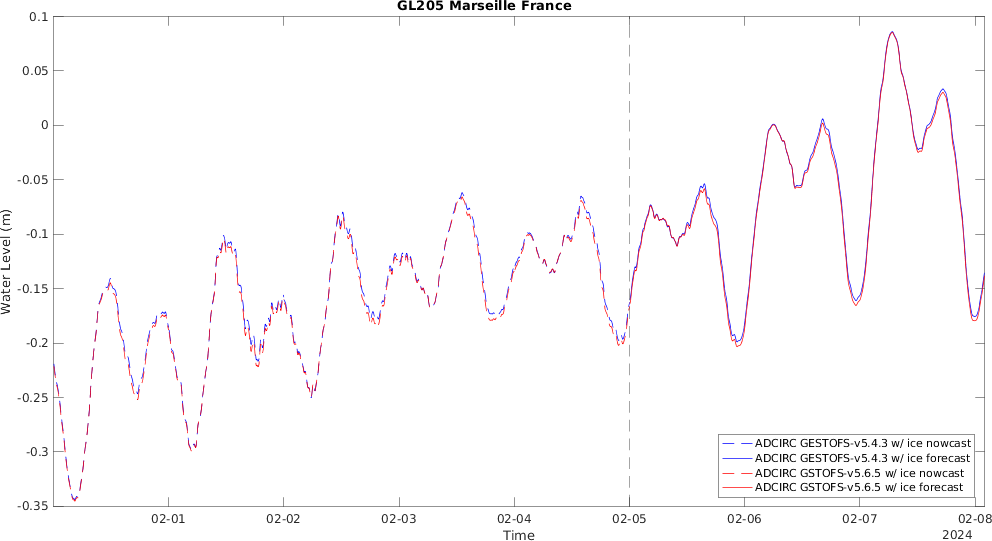 GL205 Marseille France
0.1
0.05
0
-0.05
-0.1
-0.15
-0.2
-0.25
-0.3
-0.35
Water Level (m)
ADCIRC GESTOFS-v5.4.3 w/ ice nowcast
ADCIRC GESTOFS-v5.4.3 w/ ice forecast
ADCIRC GSTOFS-v5.6.5 w/ ice nowcast
ADCIRC GSTOFS-v5.6.5 w/ ice forecast
02-01 02-02 02-03 02-04 02-05 02-06 02-07 02-08
Time
2024